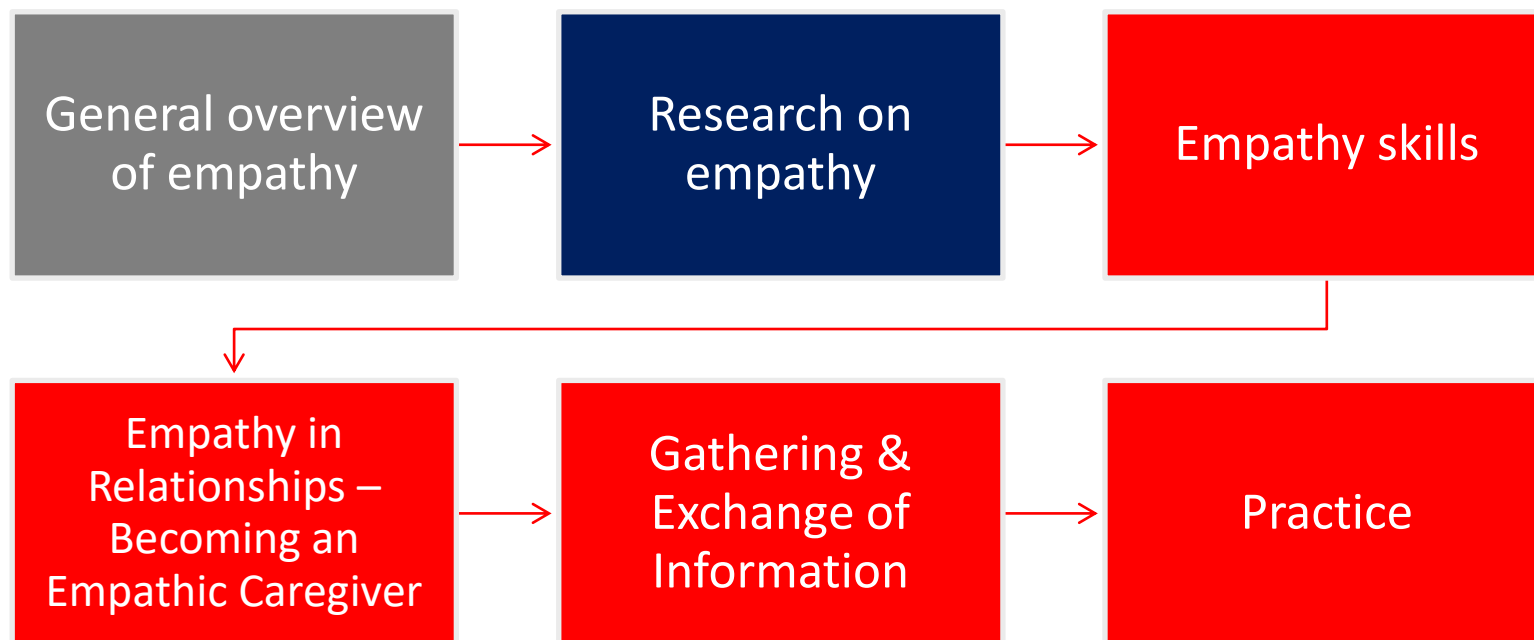 General overview
of empathy
Research on
empathy
Empathy skills
Empathy in
Relationships –
Becoming an
Empathic Caregiver
Gathering &
Exchange of
Information
Practice